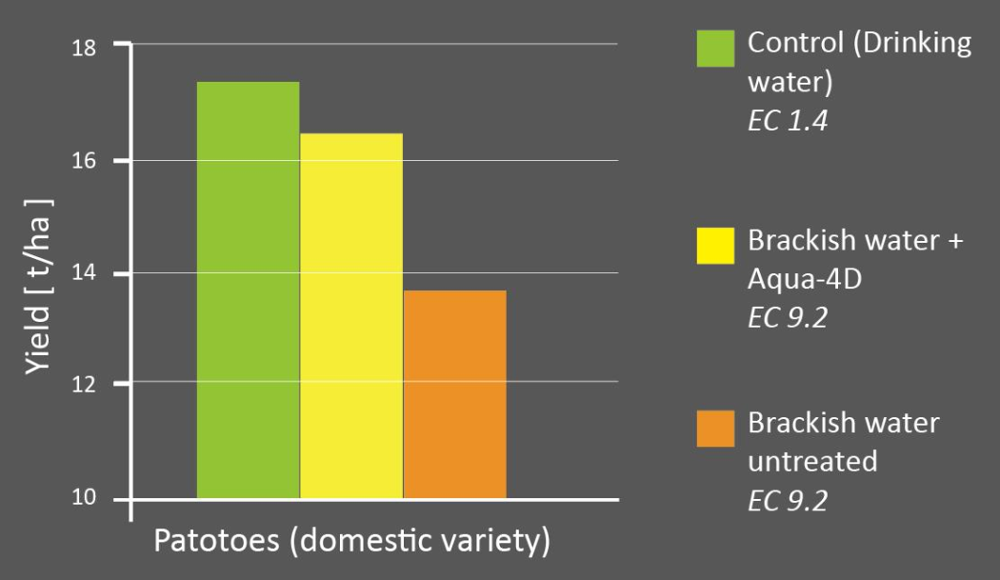 18
16
14
12
10
Yield [ t/ha ]
Patotoes (domestic variety)
Control (Drinking
water)
EC 1.4
Brackish water +
Aqua-4D
EC 9.2
Brackish water
untreated
EC 9.2